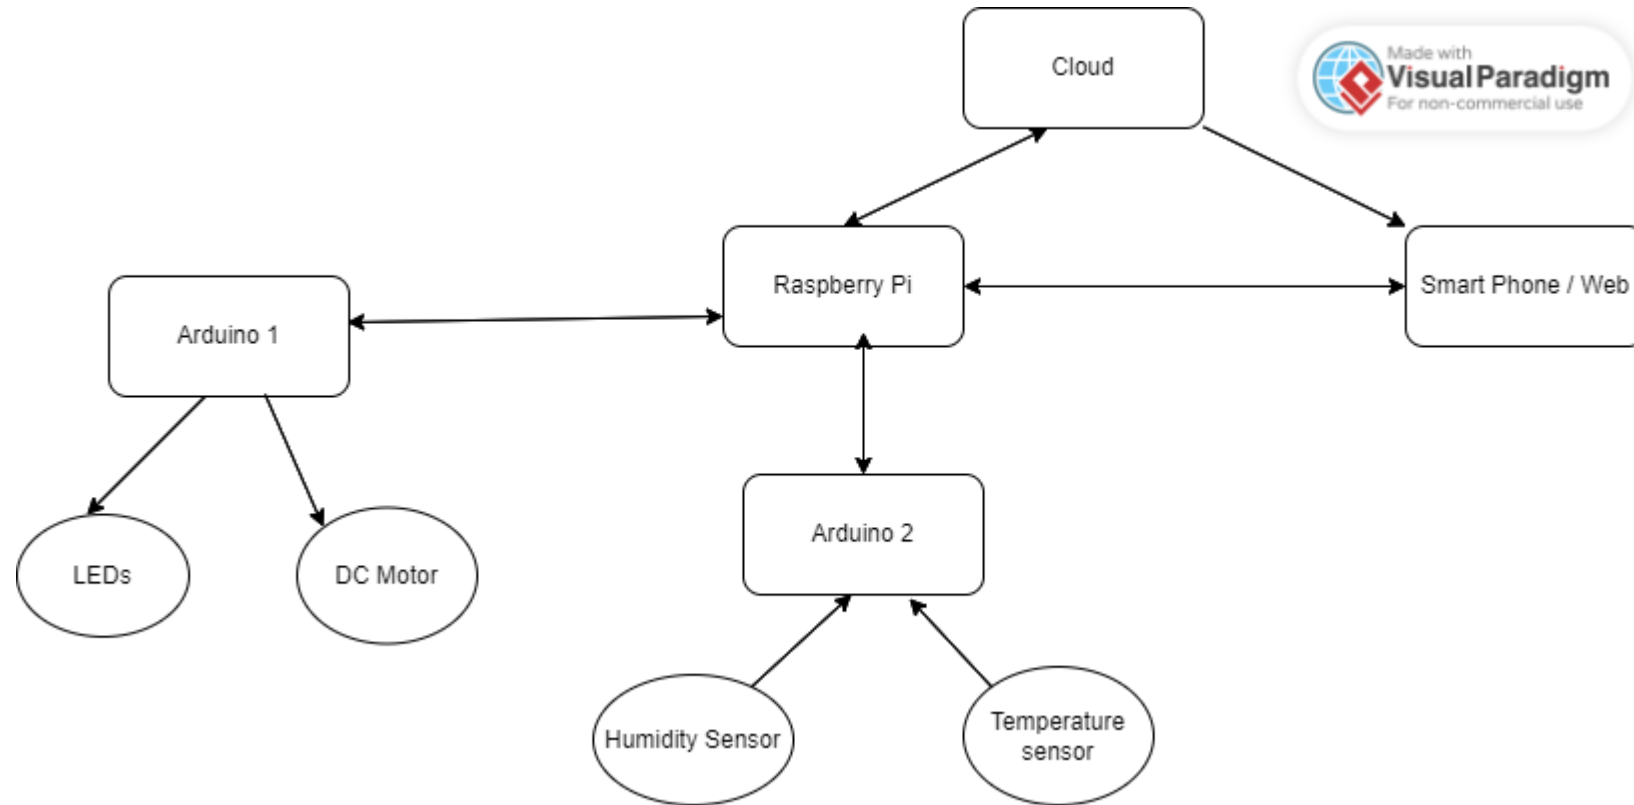 Cloud
Made with
Visual Paradigm
For non-commercial use
Raspberry Pi
Smart Phone / Web
Arduino 1
Arduino 2
LEDs
DC Motor
Humidity Sensor
Temperature
sensor